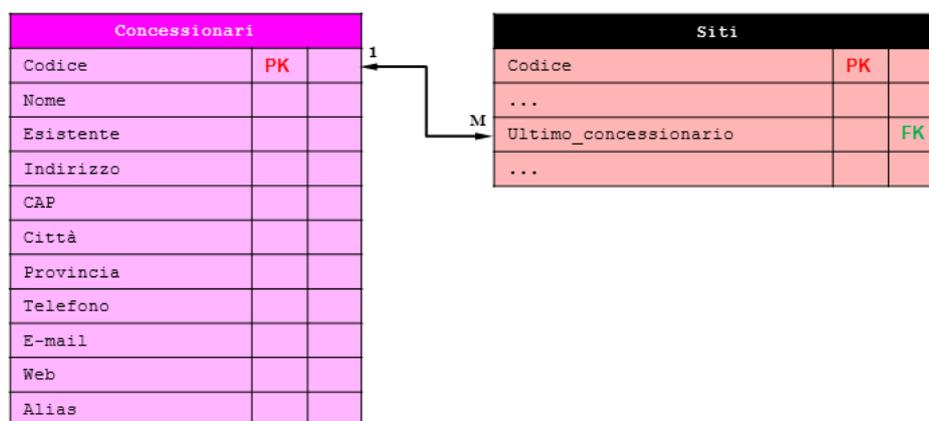 Concessionari
Codice PK
Nome
Esistente
Indirizzo
CAP
Città
Provincia
Telefono
E-mail
Web
Alias
1
M
Siti
Codice PK
...
Ultimo_concessionario FK
...